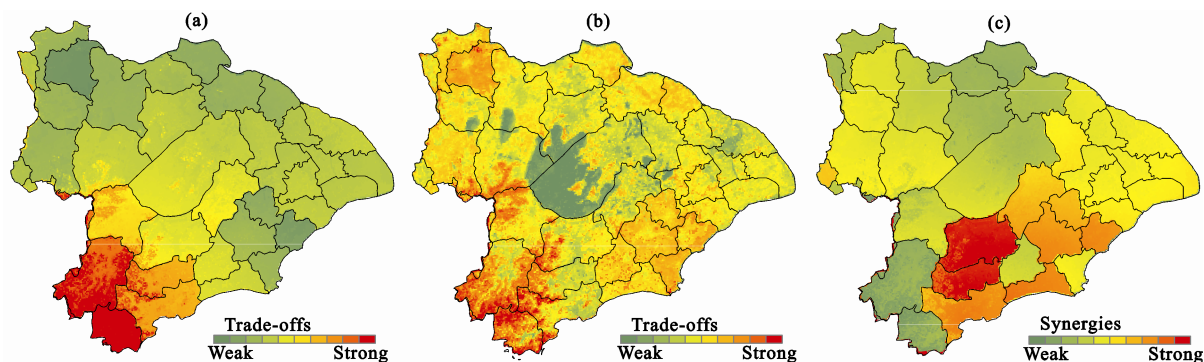 (a)
(b)
(c)
Trade-offs
Weak Strong
Trade-offs
Weak Strong
Synergies
Weak Strong